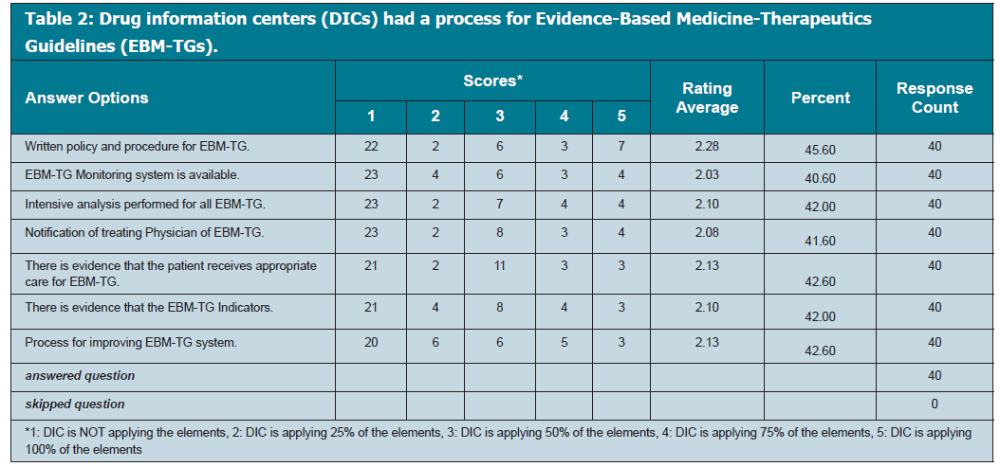 Table 2: Drug information centers (DICs) had a process for Evidence-Based Medicine-Therapeutics
Guidelines (EBM-TGs).
Answer Options Scores* Rating Average Percent Response Count
1 2 3 4 5
Written policy and procedure for EBM-TG. 22 2 6 3 7 2.28 45.60 40
EBM-TG Monitoring system is available. 23 4 6 3 4 2.03 40.60 40
Intensive analysis performed for all EBM-TG. 23 2 7 4 4 2.10 42.00 40
Notification of treating Physician of EBM-TG. 23 2 8 3 4 2.08 41.60 40
There is evidence that the patient receives appropriate
care for EBM-TG. 21 2 11 3 3 2.13 42.60 40
There is evidence that the EBM-TG Indicators. 21 4 8 4 3 2.10 42.00 40
Process for improving EBM-TG system. 20 6 6 5 3 2.13 42.60 40
answered question 40
skipped question 0
*1: DIC is NOT applying the elements, 2: DIC is applying 25% of the elements, 3: DIC is applying 50% of the elements, 4: DIC is applying 75% of the elements, 5: DIC is applying
100% of the elements